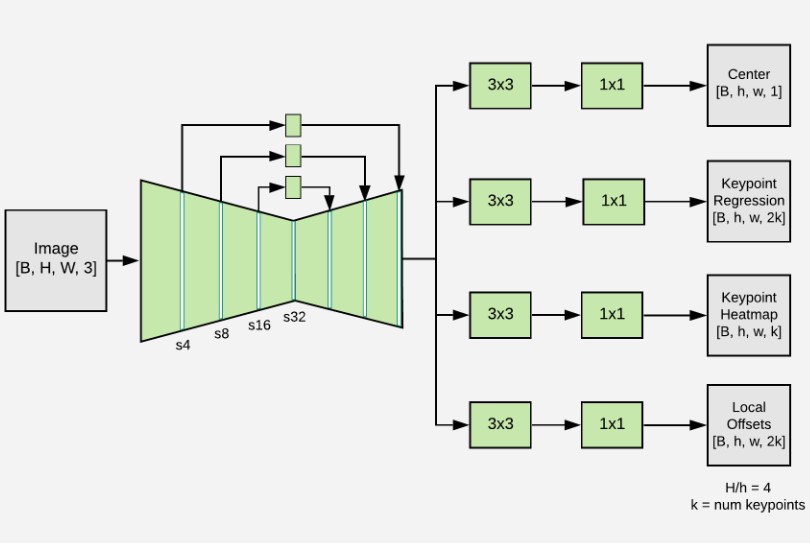 Image
[B, H, W, 3]
s4
s8
s16
s32
3x3
1x1
Center
[B, h, w, 1]
3x3
1x1
Keypoint
Regression
[B, h, w, 2k]
3x3
1x1
Keypoint
Heatmap
[B, h, w, k]
3x3
1x1
Local
Offsets
[B, h, w, 2k]
H/h = 4
k = num keypoints